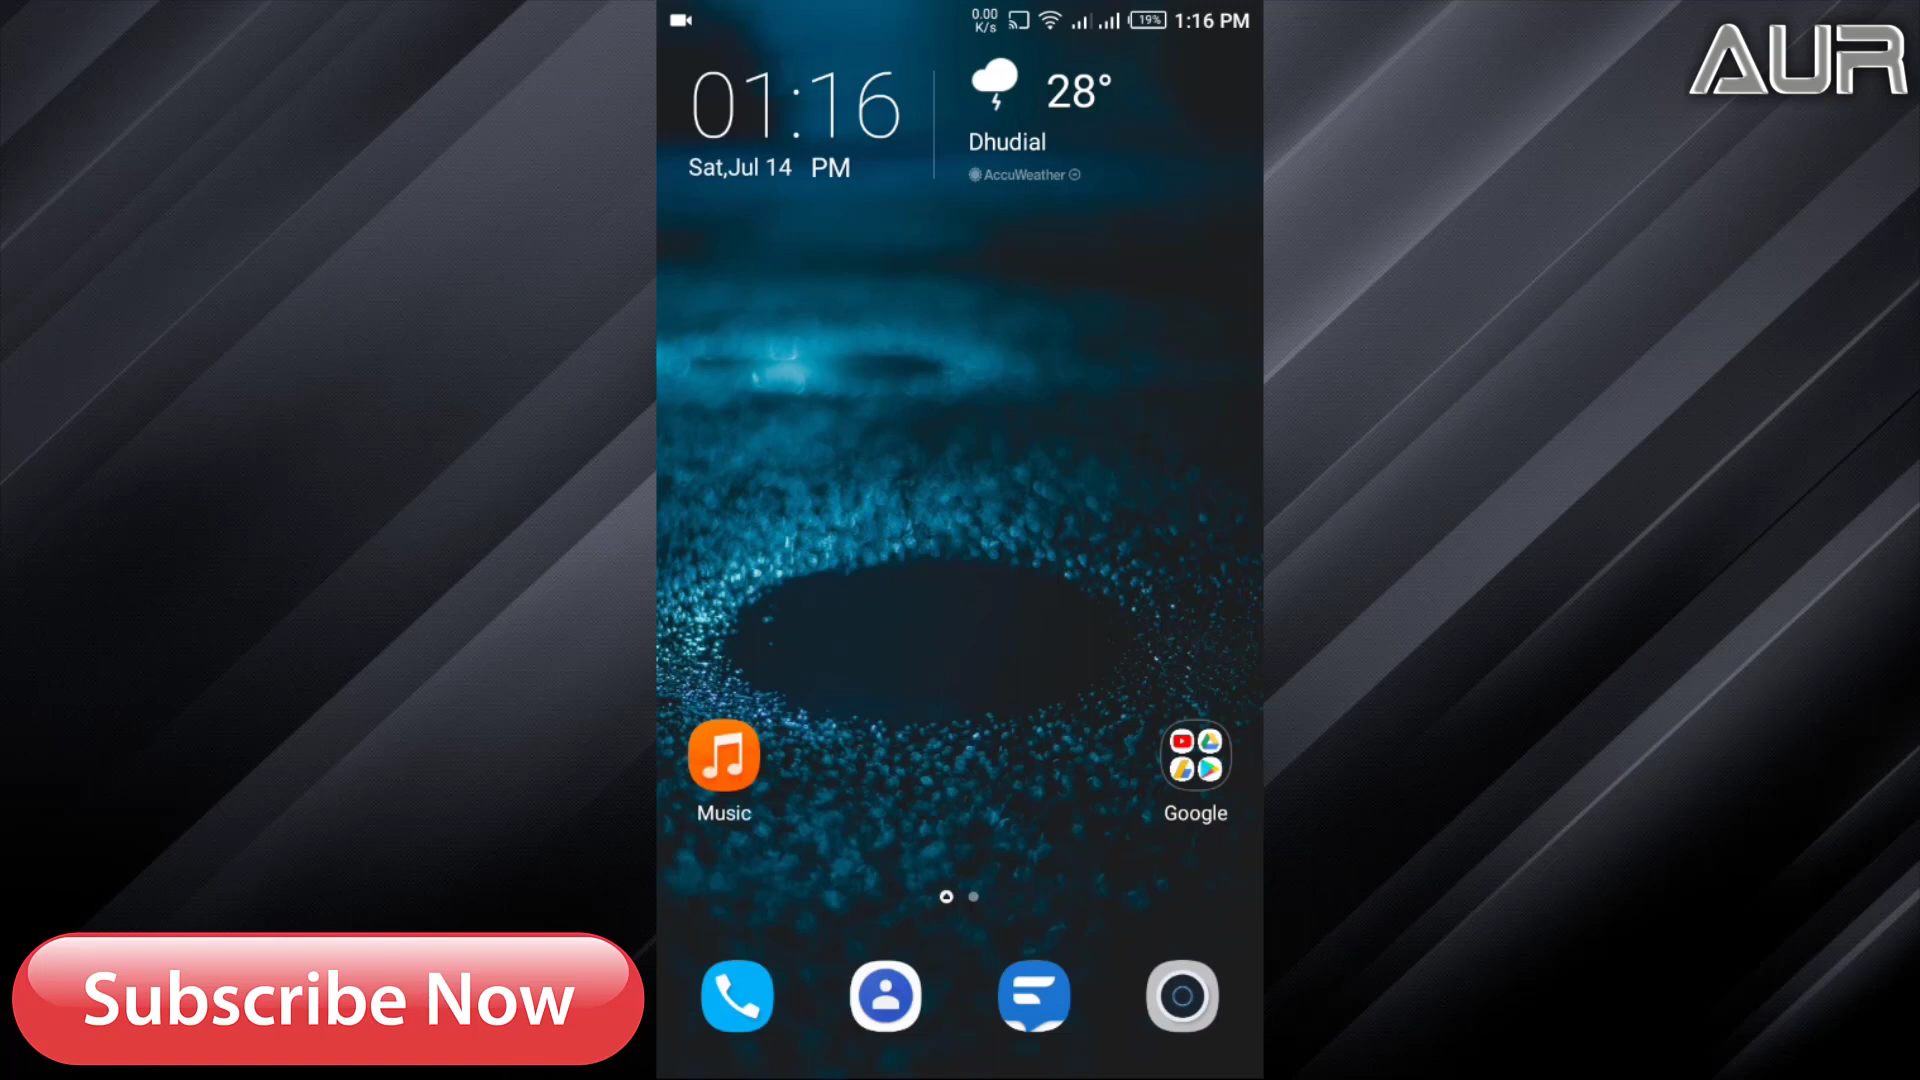 0.00
K/s
19%
1:16 PM
AUR
01:16
28°
Dhudial
Sat,Jul 14 PM
AccuWeather
Music
Google
Subscribe Now